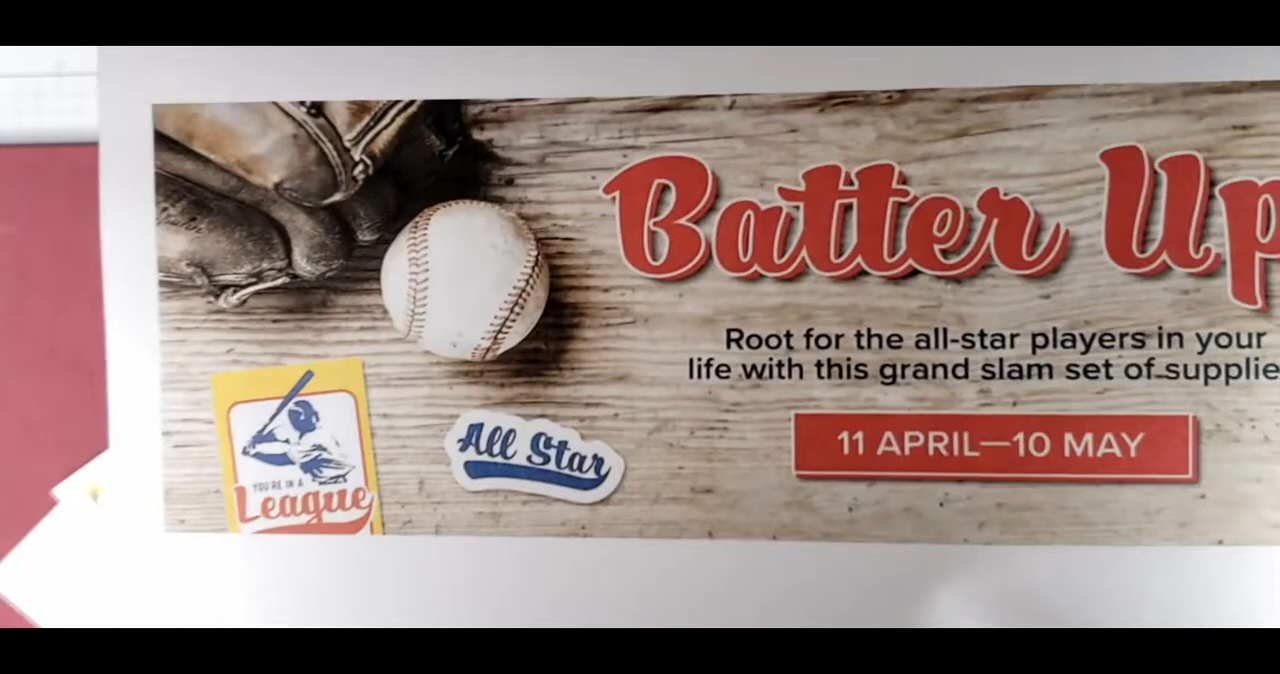 Batter Up
Root for the all-star players in your
life with this grand slam set of supplie
11 APRIL—10 MAY
YOU'RE IN A
League
All Star